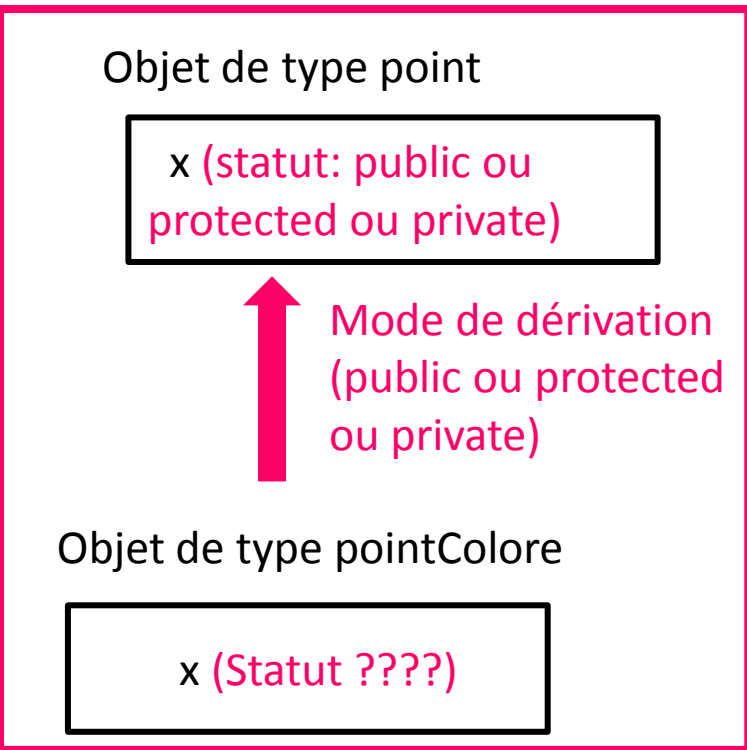 Objet de type point
x (statut: public ou
protected ou private)
Mode de dérivation
(public ou protected
ou private)
Objet de type pointColore
x (Statut ????)